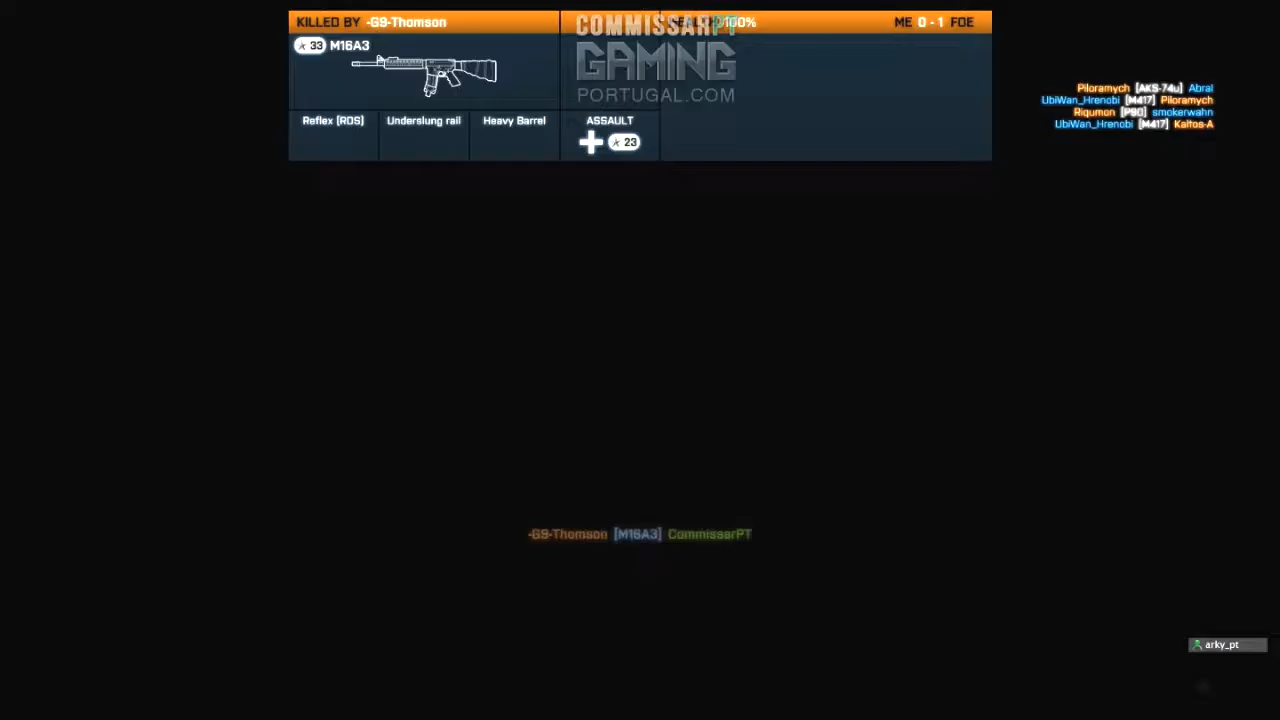 KILLED BY -G9-Thomson
HEALTH 100%
ME 0 - 1 FOE
COMMISSARPT
GAMING
PORTUGAL.COM
33 M16A3
Reflex (RDS)
Underslung rail
Heavy Barrel
ASSAULT
23
Piloramych [AKS-74u] Abral
UbiWan_Hrenobi [M417] Piloramych
Riqumon [P90] smokerwahn
UbiWan_Hrenobi [M417] Kaltos-A
-G9-Thomson [M16A3] CommissarPT
arky_pt